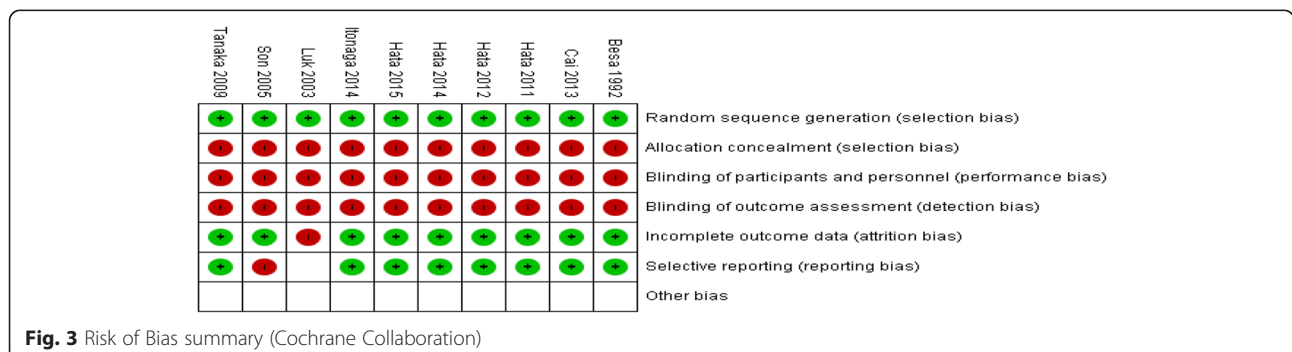 Tanaka 2009
Son 2005
Luk 2003
Itonaga 2014
Hata 2015
Hata 2014
Hata 2012
Hata 2011
Cai 2013
Besa 1992
+ + + + + + + + + + Random sequence generation (selection bias)
- - - - - - - - - - Allocation concealment (selection bias)
- - - - - - - - - - Blinding of participants and personnel (performance bias)
- - - - - - - - - - Blinding of outcome assessment (detection bias)
+ + - + + + + + + + Incomplete outcome data (attrition bias)
+ - + + + + + + + Selective reporting (reporting bias)
Other bias
Fig. 3 Risk of Bias summary (Cochrane Collaboration)